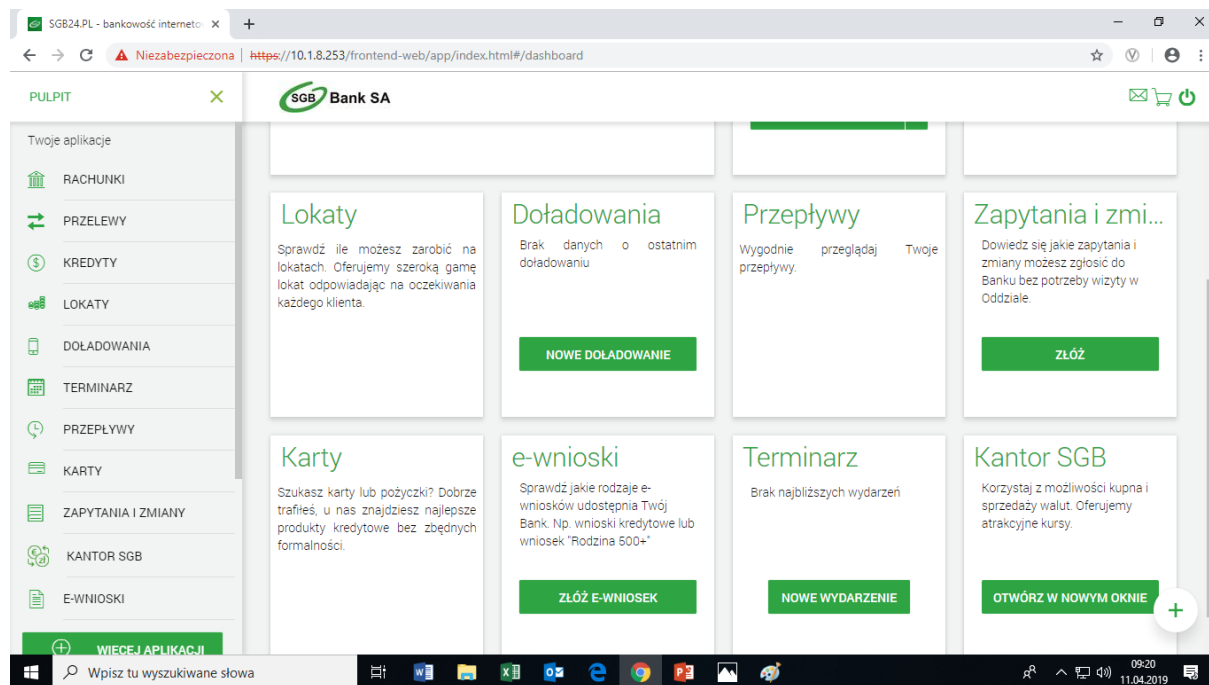 SGB24.PL - bankowość interneto
Niezabezpieczona
https://10.1.8.253/frontend-web/app/index.html#/dashboard
PULPIT
SGB Bank SA
Twoje aplikacje
RACHUNKI
PRZELEWY
KREDYTY
LOKATY
DOŁADOWANIA
TERMINARZ
PRZEPŁYWY
KARTY
ZAPYTANIA I ZMIANY
KANTOR SGB
E-WNIOSKI
WIĘCEJ APLIKACJI
Lokaty
Sprawdź ile możesz zarobić na
lokatach. Oferujemy szeroką gamę
lokat odpowiadając na oczekiwania
każdego klienta.
Doładowania
Brak danych o ostatnim
doładowaniu
NOWE DOŁADOWANIE
Przepływy
Wygodnie przeglądaj Twoje
przepływy.
Zapytania i zmi...
Dowiedz się jakie zapytania i
zmiany możesz zgłosić do
Banku bez potrzeby wizyty w
Oddziale.
ZŁÓŻ
Karty
Szukasz karty lub pożyczki? Dobrze
trafiłeś, u nas znajdziesz najlepsze
produkty kredytowe bez zbędnych
formalności.
e-wnioski
Sprawdź jakie rodzaje e-
wniosków udostępnia Twój
Bank. Np. wnioski kredytowe lub
wniosek "Rodzina 500+"
ZŁÓŻ E-WNIOSEK
Terminarz
Brak najbliższych wydarzeń
NOWE WYDARZENIE
Kantor SGB
Korzystaj z możliwości kupna i
sprzedaży walut. Oferujemy
atrakcyjne kursy.
OTWÓRZ W NOWYM OKNIE
Wpisz tu wyszukiwane słowa
09:20
11.04.2019